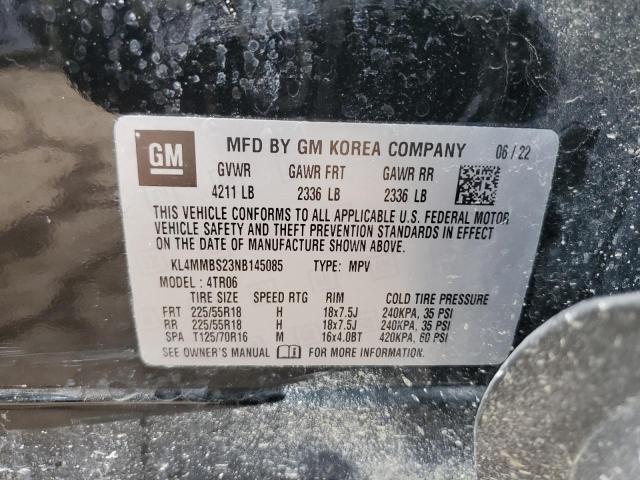 GM MFD BY GM KOREA COMPANY 06 / 22
GVWR GAWR FRT GAWR RR
4211 LB 2336 LB 2336 LB
THIS VEHICLE CONFORMS TO ALL APPLICABLE U.S. FEDERAL MOTOR
VEHICLE SAFETY AND THEFT PREVENTION STANDARDS IN EFFECT
ON THE DATE OF MANUFACTURE SHOWN ABOVE.
KL4MMBS23NB145085 TYPE: MPV
MODEL: 4TR06
TIRE SIZE SPEED RTG RIM COLD TIRE PRESSURE
FRT 225/55R18 H 18x7.5J 240KPA, 35 PSI
RR 225/55R18 H 18x7.5J 240KPA, 35 PSI
SPA T125/70R16 M 16x4.0BT 420KPA, 60 PSI
SEE OWNER'S MANUAL FOR MORE INFORMATION.